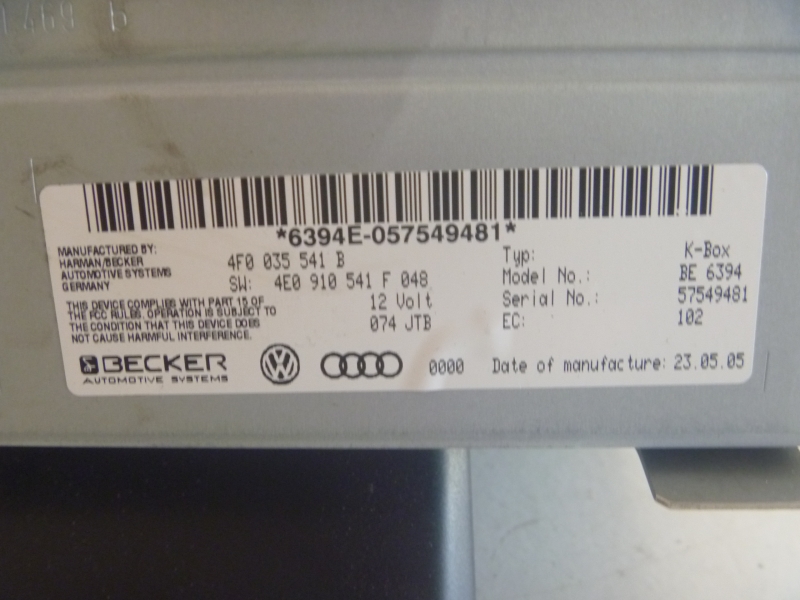 *6394E-057549481*
MANUFACTURED BY:
HARMAN/BECKER
AUTOMOTIVE SYSTEMS
GERMANY
4F0 035 541 B
SW: 4E0 910 541 F 048
12 Volt
074 JTB
THIS DEVICE COMPLIES WITH PART 15 OF
THE FCC RULES. OPERATION IS SUBJECT TO
THE CONDITION THAT THIS DEVICE DOES
NOT CAUSE HARMFUL INTERFERENCE.
Typ: K-Box
Model No.: BE 6394
Serial No.: 57549481
EC: 102
BECKER
AUTOMOTIVE SYSTEMS
0000
Date of manufacture: 23.05.05